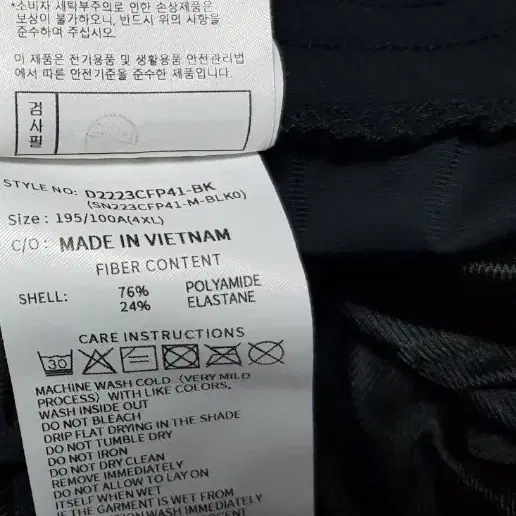 *소비자 세탁부주의로 인한 손상제품은
보상이 불가하오니, 반드시 위의 사항을
준수하여 주십시오.
이 제품은 전기용품 및 생활용품 안전관리법
에서 따른 안전기준을 준수한 제품입니다.
검사필
STYLE NO: D2223CFP41-BK
(SN223CFP41-M-BLK0)
Size : 195/100A(4XL)
C/O: MADE IN VIETNAM
FIBER CONTENT
SHELL: 76% POLYAMIDE
24% ELASTANE
CARE INSTRUCTIONS
30
MACHINE WASH COLD (VERY MILD
PROCESS) WITH LIKE COLORS,
WASH INSIDE OUT
DO NOT BLEACH
DRIP FLAT DRYING IN THE SHADE
DO NOT TUMBLE DRY
DO NOT IRON
DO NOT DRY CLEAN
REMOVE IMMEDIATELY
DO NOT ALLOW TO LAY ON
ITSELF WHEN WET
IF THE GARMENT IS WET FROM